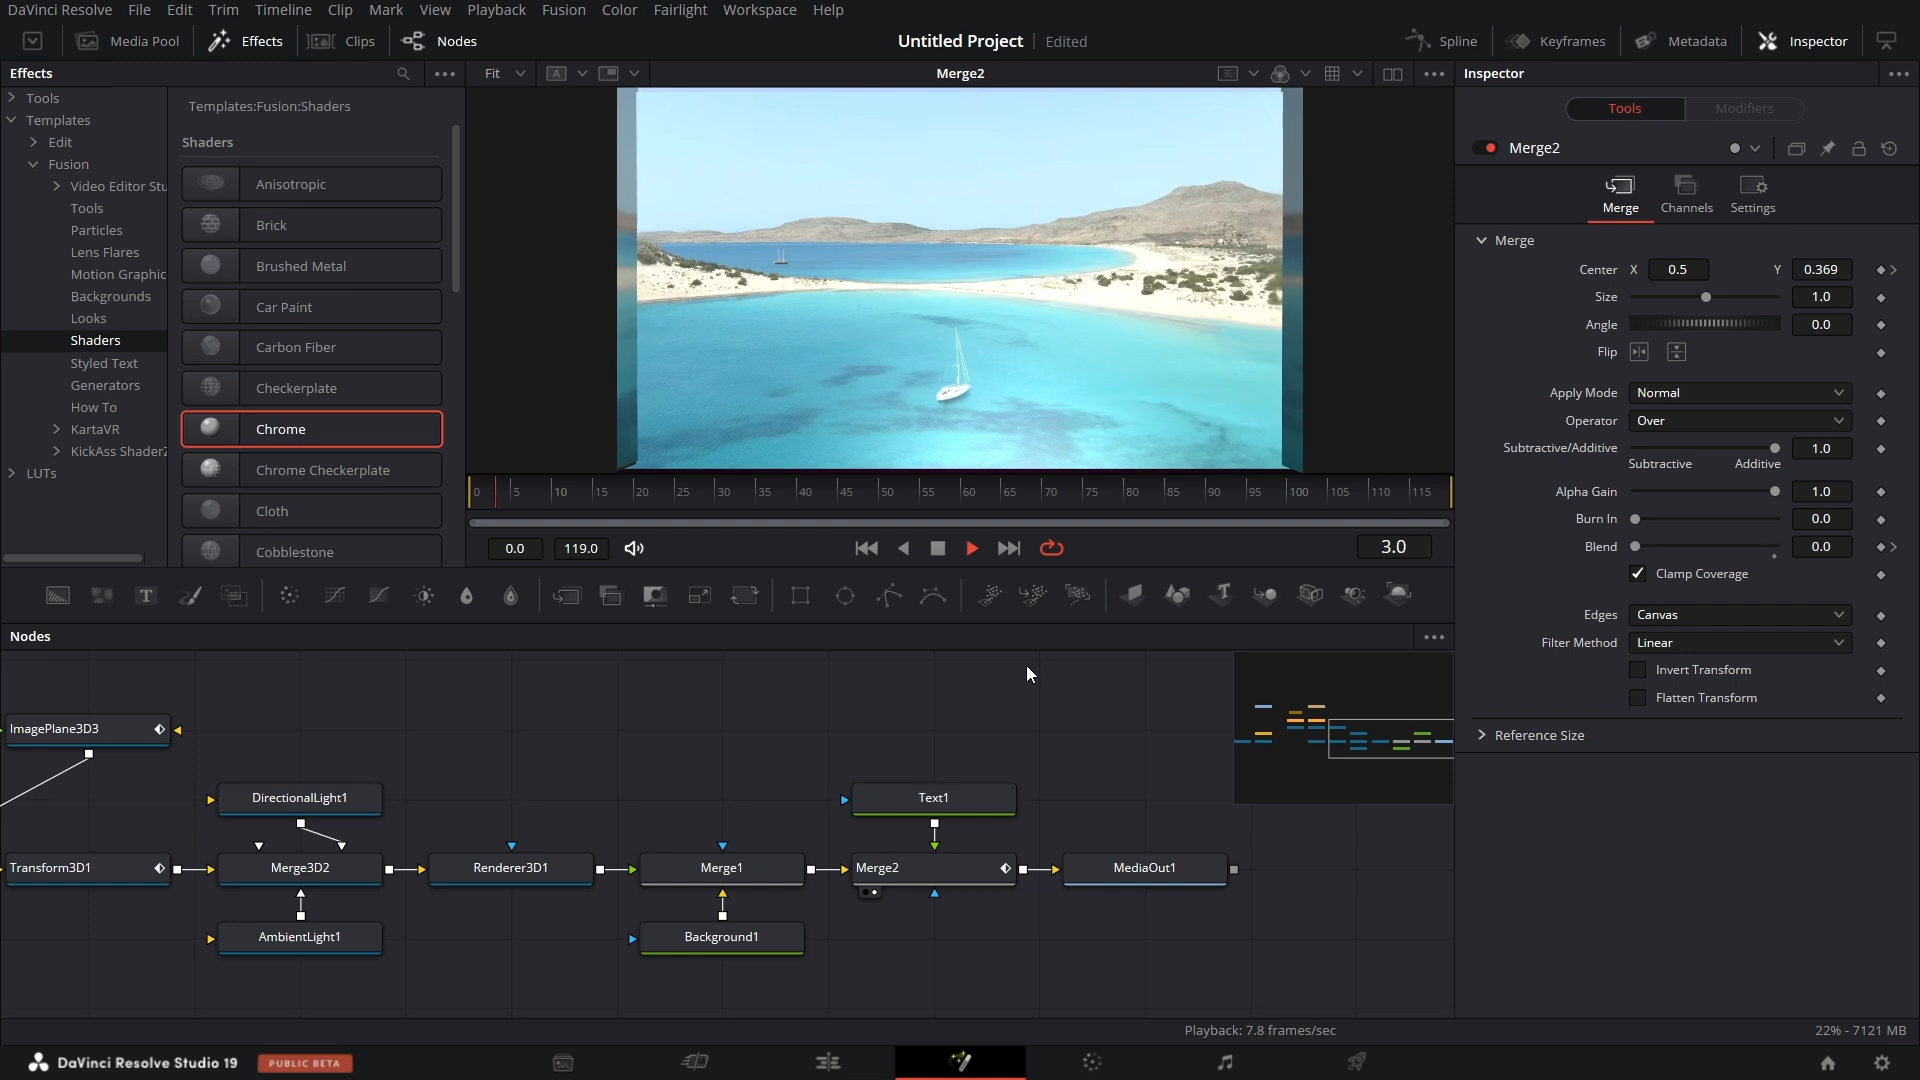 DaVinci Resolve File Edit Trim Timeline Clip Mark View Playback Fusion Color Fairlight Workspace Help
Media Pool Effects Clips Nodes Untitled Project Edited Spline Keyframes Metadata Inspector
Effects
Fit
A
Merge2
Inspector
Tools
Templates
Edit
Fusion
Video Editor Stu
Tools
Particles
Lens Flares
Motion Graphic
Backgrounds
Looks
Shaders
Styled Text
Generators
How To
KartaVR
KickAss ShaderZ
LUTs
Templates:Fusion:Shaders
Shaders
Anisotropic
Brick
Brushed Metal
Car Paint
Carbon Fiber
Checkerplate
Chrome
Chrome Checkerplate
Cloth
Cobblestone
0 5 10 15 20 25 30 35 40 45 50 55 60 65 70 75 80 85 90 95 100 105 110 115
0.0 119.0 3.0
Tools Modifiers
Merge2
Merge Channels Settings
Merge
Center X 0.5 Y 0.369
Size 1.0
Angle 0.0
Flip
Apply Mode Normal
Operator Over
Subtractive/Additive 1.0
Subtractive Additive
Alpha Gain 1.0
Burn In 0.0
Blend 0.0
Clamp Coverage
Edges Canvas
Filter Method Linear
Invert Transform
Flatten Transform
Reference Size
T
T
Nodes
ImagePlane3D3
DirectionalLight1
Text1
Transform3D1
Merge3D2
Renderer3D1
Merge1
Merge2
MediaOut1
AmbientLight1
Background1
Playback: 7.8 frames/sec
22% - 7121 MB
DaVinci Resolve Studio 19 PUBLIC BETA